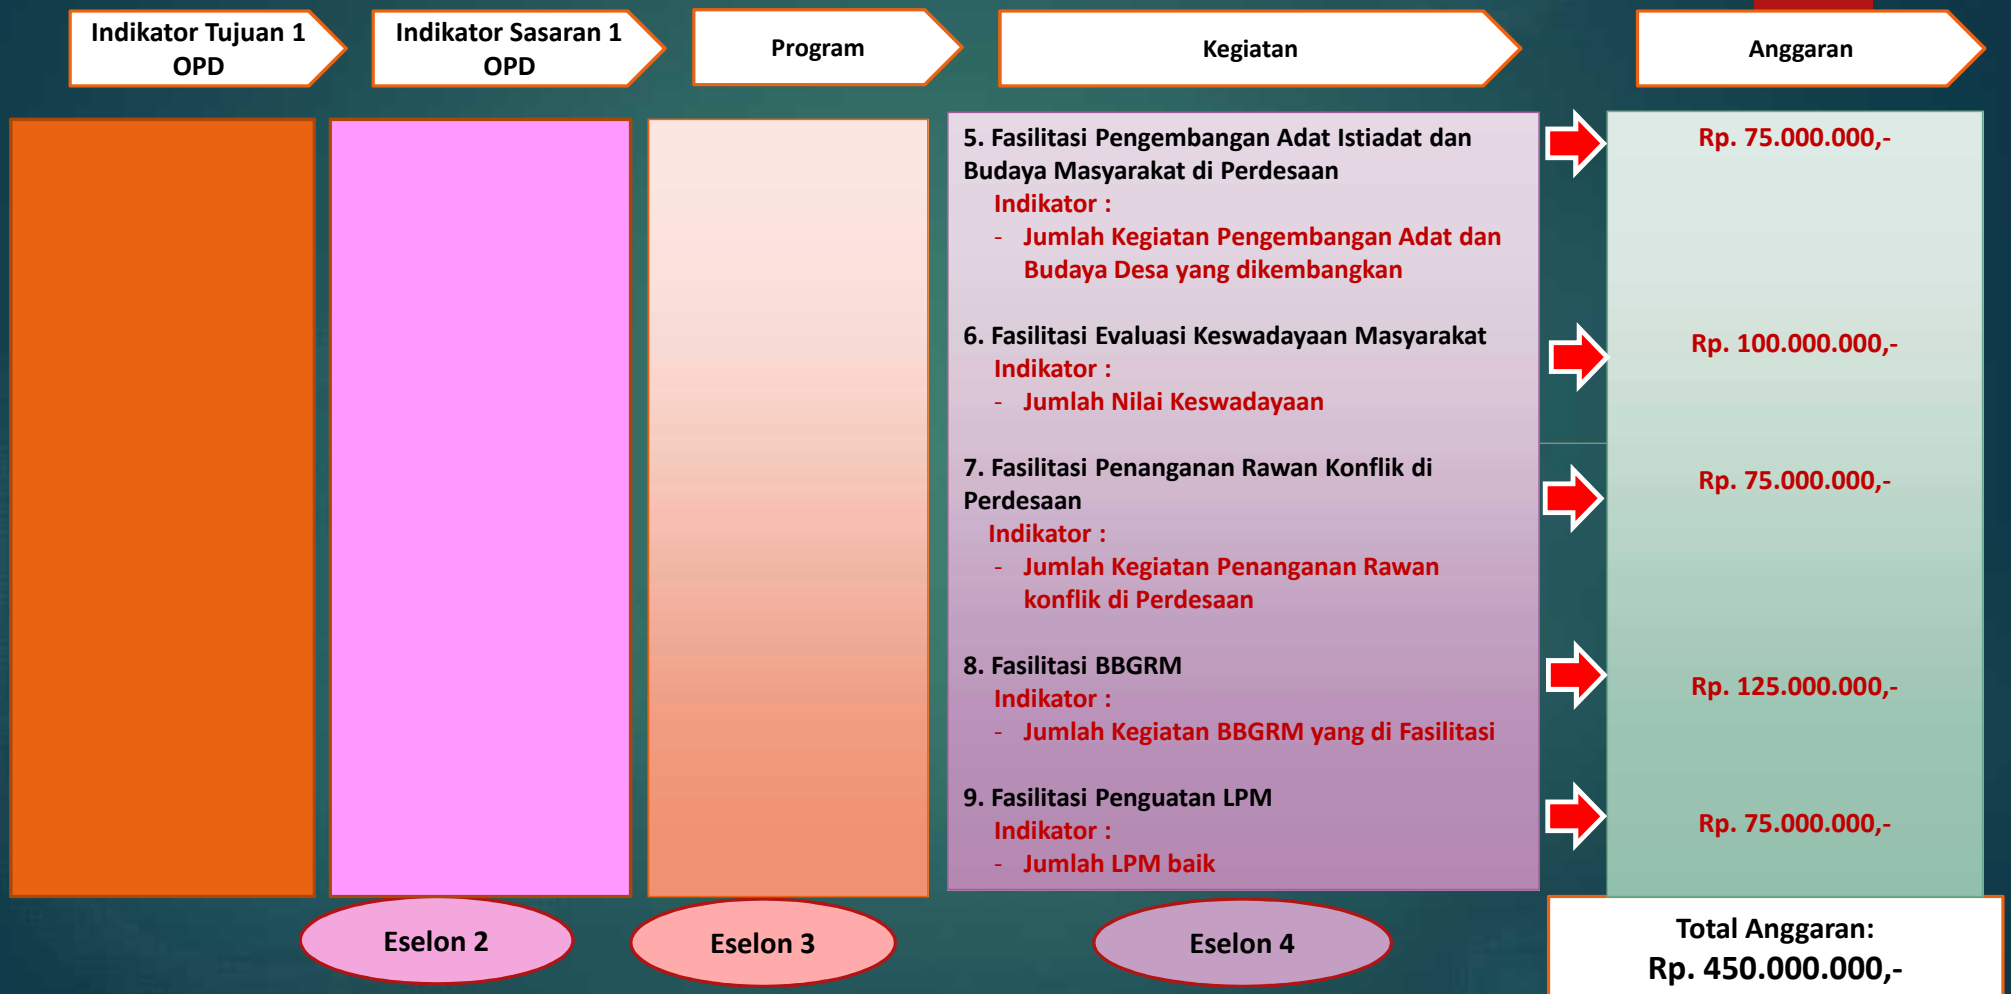 Indikator Tujuan 1
OPD
Indikator Sasaran 1
OPD
Program
Kegiatan
Anggaran
5. Fasilitasi Pengembangan Adat Istiadat dan
Budaya Masyarakat di Perdesaan
Indikator :
- Jumlah Kegiatan Pengembangan Adat dan
Budaya Desa yang dikembangkan
Rp. 75.000.000,-
6. Fasilitasi Evaluasi Keswadayaan Masyarakat
Indikator :
- Jumlah Nilai Keswadayaan
Rp. 100.000.000,-
7. Fasilitasi Penanganan Rawan Konflik di
Perdesaan
Indikator :
- Jumlah Kegiatan Penanganan Rawan
konflik di Perdesaan
Rp. 75.000.000,-
8. Fasilitasi BBGRM
Indikator :
- Jumlah Kegiatan BBGRM yang di Fasilitasi
Rp. 125.000.000,-
9. Fasilitasi Penguatan LPM
Indikator :
- Jumlah LPM baik
Rp. 75.000.000,-
Eselon 2
Eselon 3
Eselon 4
Total Anggaran:
Rp. 450.000.000,-